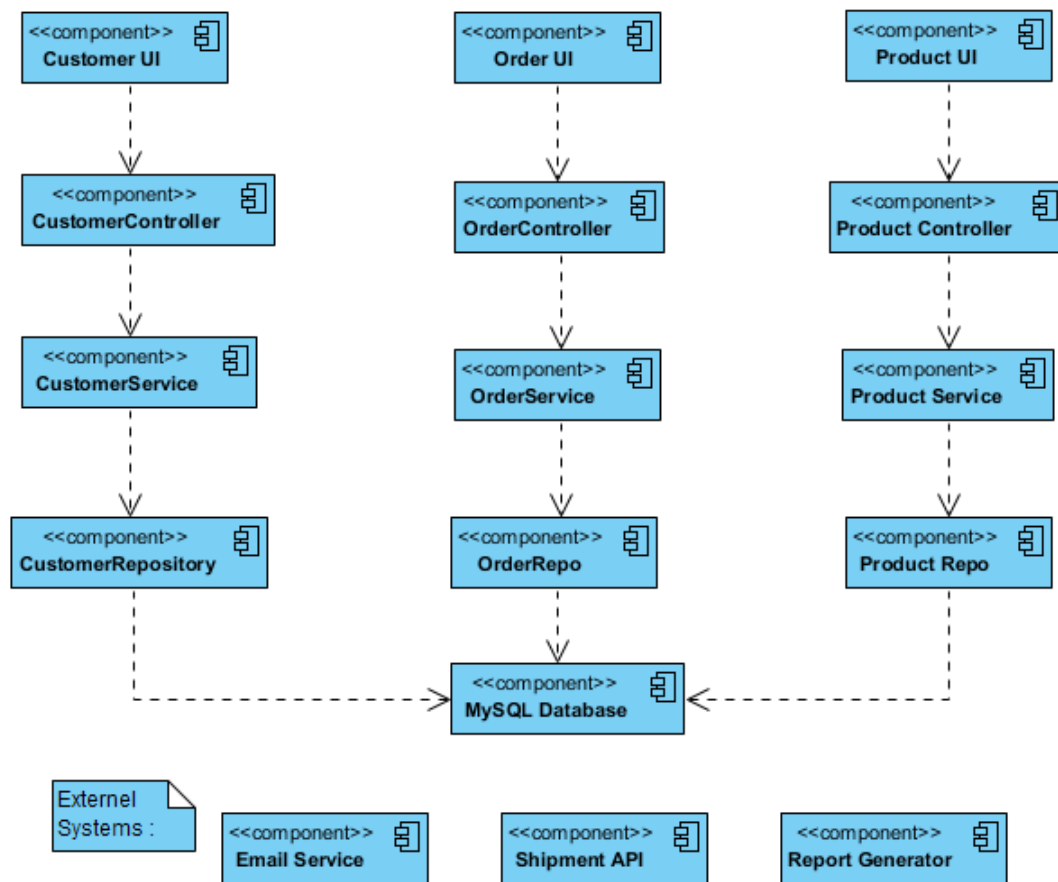 <<component>>
Customer UI
<<component>>
Order UI
<<component>>
Product UI
<<component>>
CustomerController
<<component>>
OrderController
<<component>>
Product Controller
<<component>>
CustomerService
<<component>>
OrderService
<<component>>
Product Service
<<component>>
CustomerRepository
<<component>>
OrderRepo
<<component>>
Product Repo
<<component>>
MySQL Database
Externel
Systems :
<<component>>
Email Service
<<component>>
Shipment API
<<component>>
Report Generator